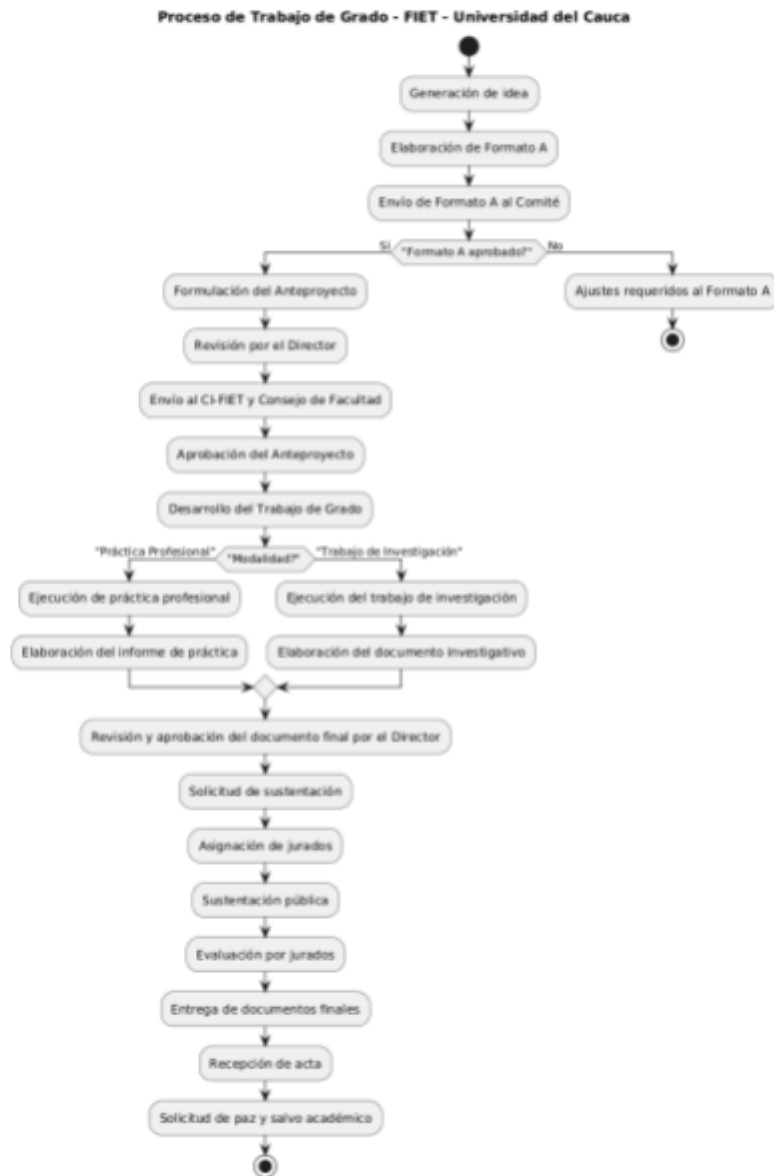 Proceso de Trabajo de Grado - FIET - Universidad del Cauca
Generación de idea
Elaboración de Formato A
Envío de Formato A al Comité
Sí
"Formato A aprobado?"
No
Formulación del Anteproyecto
Ajustes requeridos al Formato A
Revisión por el Director
Envío al CI-FIET y Consejo de Facultad
Aprobación del Anteproyecto
Desarrollo del Trabajo de Grado
"Práctica Profesional"
"Modalidad?"
"Trabajo de Investigación"
Ejecución de práctica profesional
Ejecución del trabajo de investigación
Elaboración del informe de práctica
Elaboración del documento investigativo
Revisión y aprobación del documento final por el Director
Solicitud de sustentación
Asignación de jurados
Sustentación pública
Evaluación por jurados
Entrega de documentos finales
Recepción de acta
Solicitud de paz y salvo académico